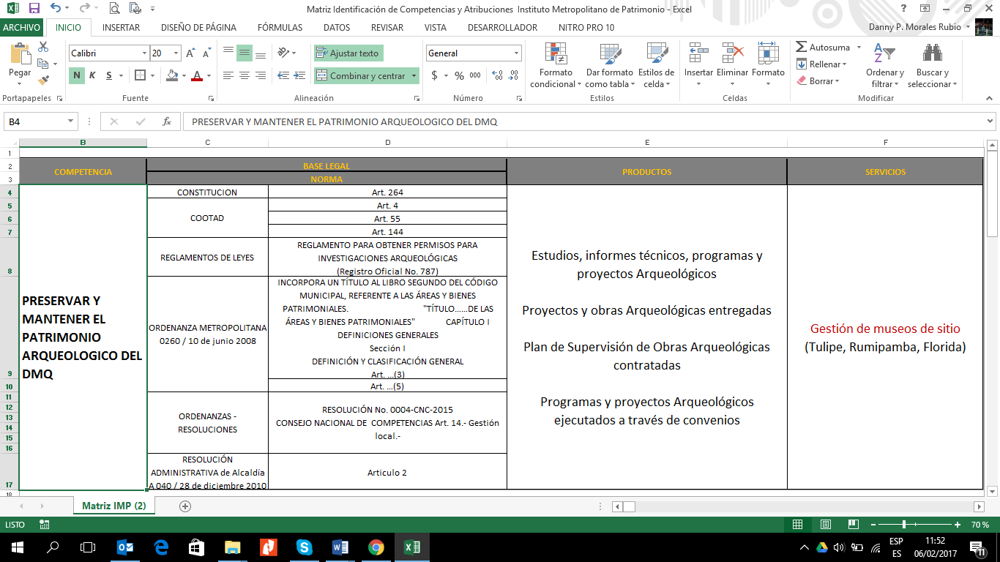 Matriz Identificación de Competencias y Atribuciones  Instituto Metropolitano de Patrimonio - Excel
ARCHIVO INICIO INSERTAR DISEÑO DE PÁGINA FÓRMULAS DATOS REVISAR VISTA DESARROLLADOR NITRO PRO 10 Danny P. Morales Rubio
Pegar
Portapapeles
Calibri 20
N K S
Fuente
Ajustar texto
Combinar y centrar
Alineación
General
$ % 000
Número
Formato condicional
Dar formato como tabla
Estilos de celda
Estilos
Insertar Eliminar Formato
Celdas
Autosuma
Rellenar
Borrar
Ordenar y filtrar
Buscar y seleccionar
Modificar
B4 fx PRESERVAR Y MANTENER EL PATRIMONIO ARQUEOLOGICO DEL DMQ
B C D E F
1
2
3
4
5
6
7
8
9
10
11
12
13
14
15
16
17
18
COMPETENCIA
BASE LEGAL
NORMA
PRODUCTOS
SERVICIOS
PRESERVAR Y
MANTENER EL
PATRIMONIO
ARQUEOLOGICO DEL
DMQ
CONSTITUCION
Art. 264
COOTAD
Art. 4
Art. 55
Art. 144
REGLAMENTOS DE LEYES
REGLAMENTO PARA OBTENER PERMISOS PARA
INVESTIGACIONES ARQUEOLÓGICAS
(Registro Oficial No. 787)
ORDENANZA METROPOLITANA
0260 / 10 de junio 2008
INCORPORA UN TÍTULO AL LIBRO SEGUNDO DEL CÓDIGO
MUNICIPAL, REFERENTE A LAS ÁREAS Y BIENES
PATRIMONIALES. "TÍTULO……DE LAS
ÁREAS Y BIENES PATRIMONIALES" CAPÍTULO I
DEFINICIONES GENERALES
Sección I
DEFINICIÓN Y CLASIFICACIÓN GENERAL
Art. …(3)
Art. …(5)
ORDENANZAS -
RESOLUCIONES
RESOLUCIÓN No. 0004-CNC-2015
CONSEJO NACIONAL DE  COMPETENCIAS Art. 14.- Gestión
local.-
RESOLUCIÓN
ADMINISTRATIVA de Alcaldía
A 040 / 28 de diciembre 2010
Articulo 2
Estudios, informes técnicos, programas y
proyectos Arqueológicos
Proyectos y obras Arqueológicas entregadas
Plan de Supervisión de Obras Arqueológicas
contratadas
Programas y proyectos Arqueológicos
ejecutados a través de convenios
Gestión de museos de sitio
(Tulipe, Rumipamba, Florida)
Matriz IMP (2)
LISTO 70 %
ESP
ES
11:52
06/02/2017
11